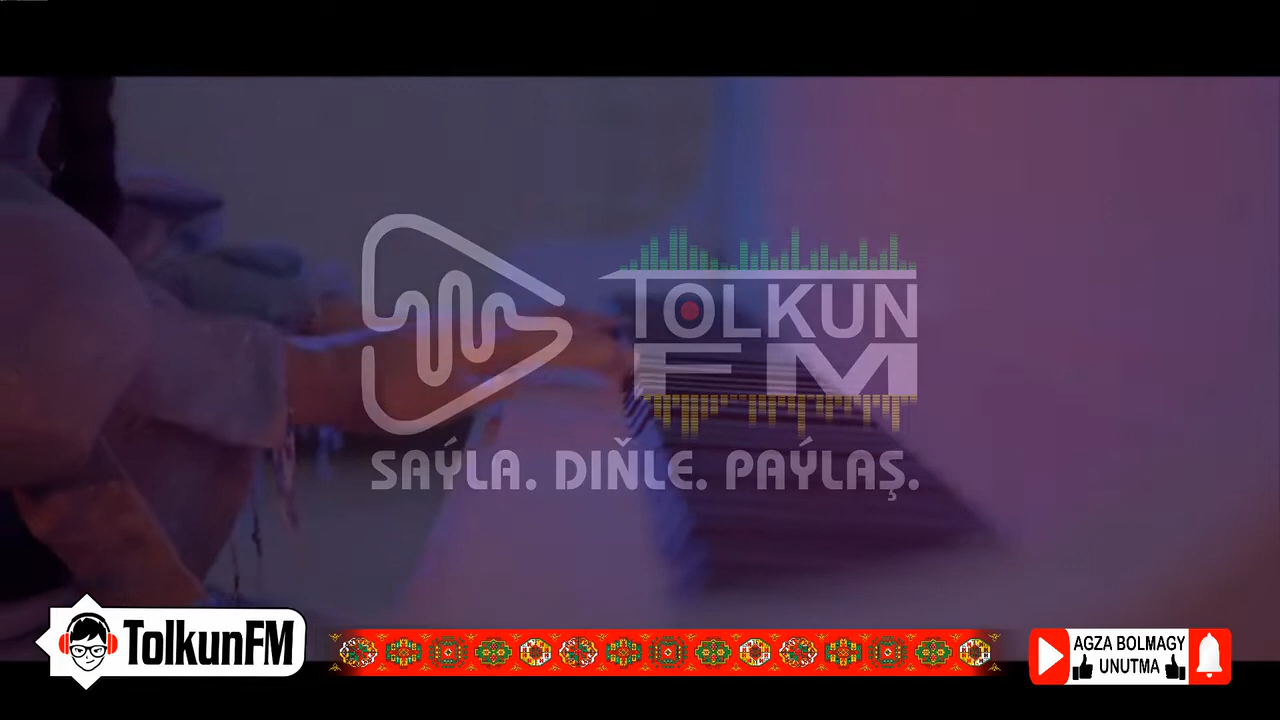 TOLKUN
FM
SAÝLA. DIŇLE. PAÝLAŞ.
TolkunFM
AGZA BOLMAGY
UNUTMA